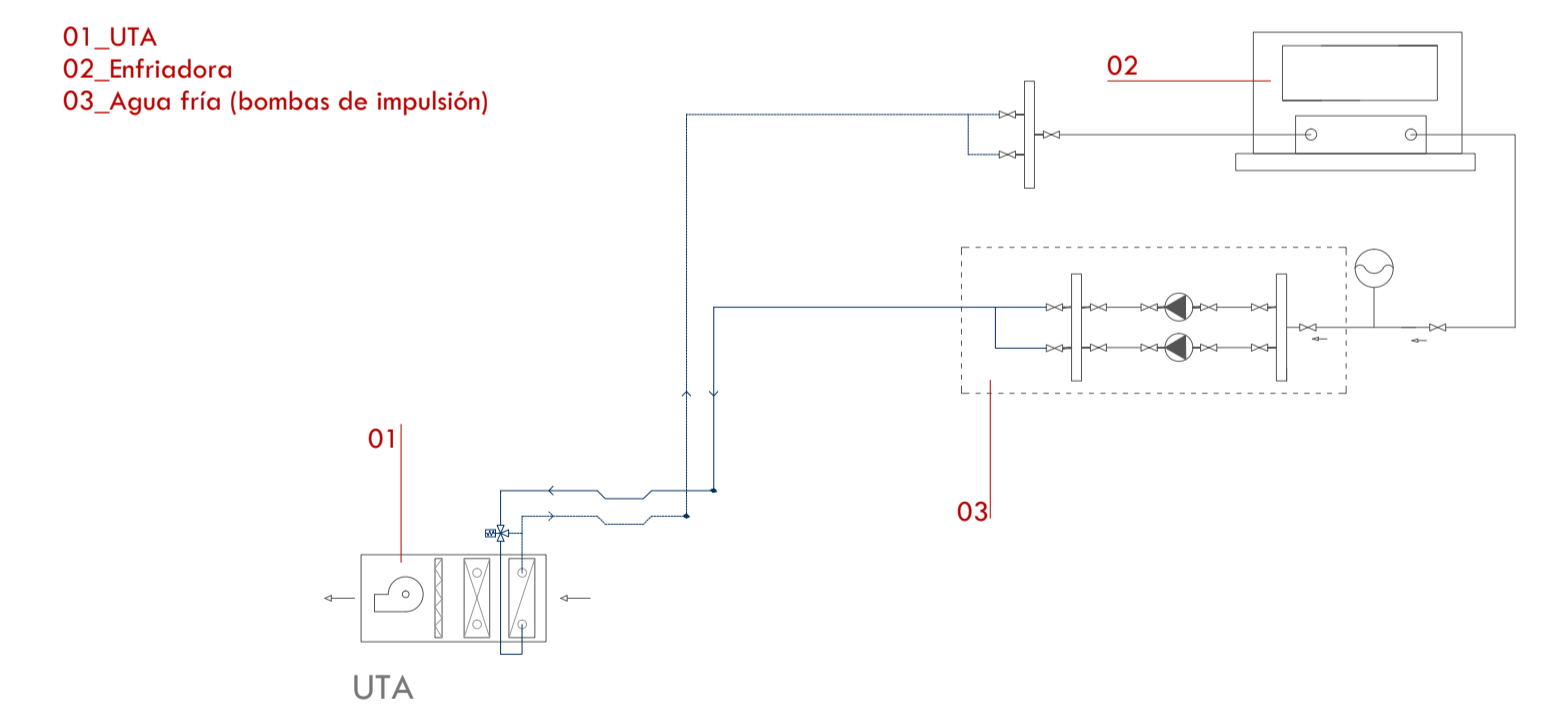 01_UTA
02_Enfriadora
03_Agua fría (bombas de impulsión)
02
01
03
UTA